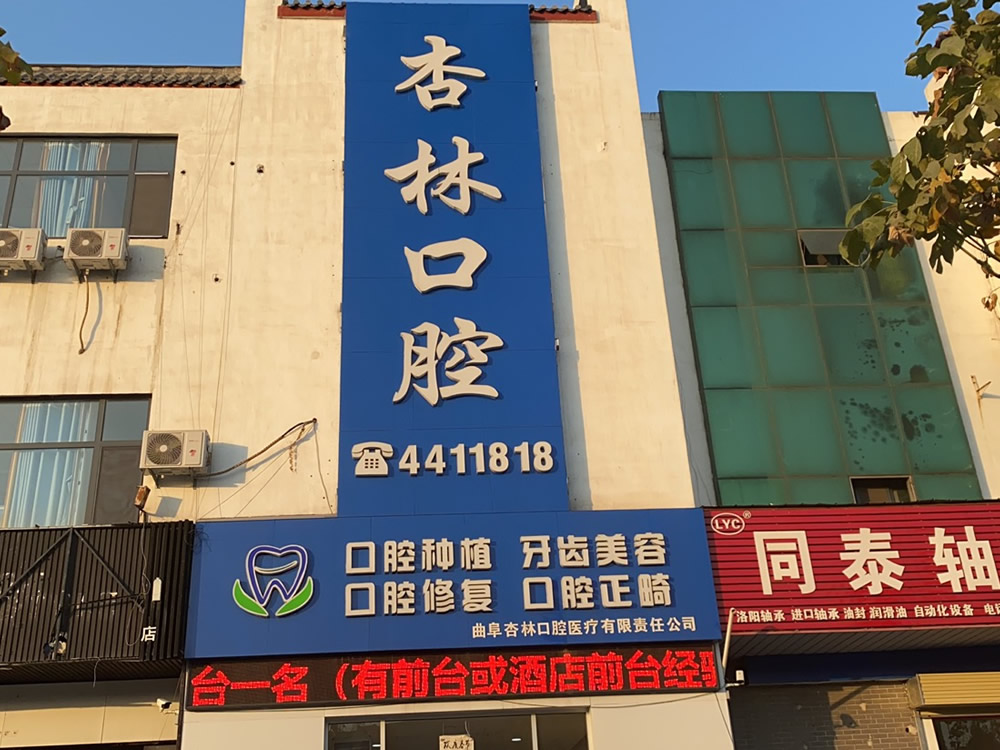 杏林口腔
☎4411818
口腔种植 牙齿美容
口腔修复 口腔正畸
曲阜杏林口腔医疗有限责任公司
台一名（有前台或酒店前台经验
店
LYC®
同泰轴
洛阳轴承 进口轴承 油封 润滑油 自动化设备 电话